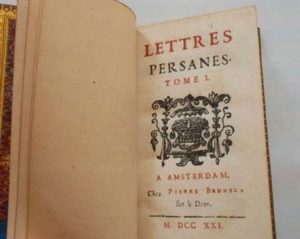 LETTRES
PERSANES.
TOME I.
A AMSTERDAM,
Chez PIERRE BRUNEL,
sur le Dam.
M. DCC XXI.